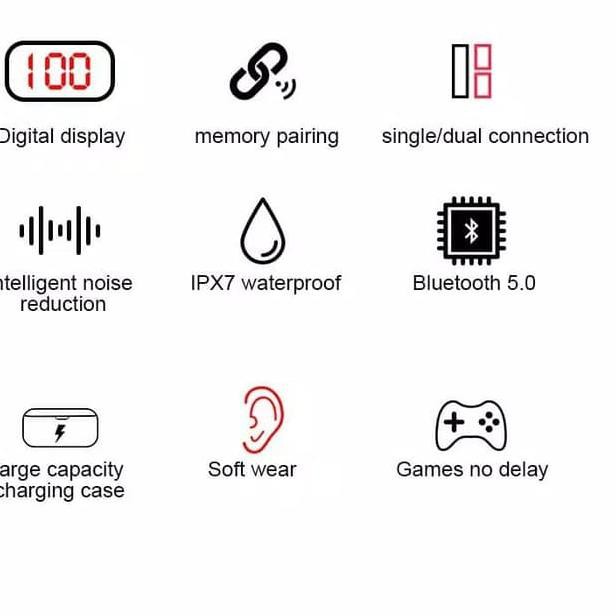 100
Digital display
memory pairing
single/dual connection
ntelligent noise
reduction
IPX7 waterproof
Bluetooth 5.0
arge capacity
charging case
Soft wear
Games no delay